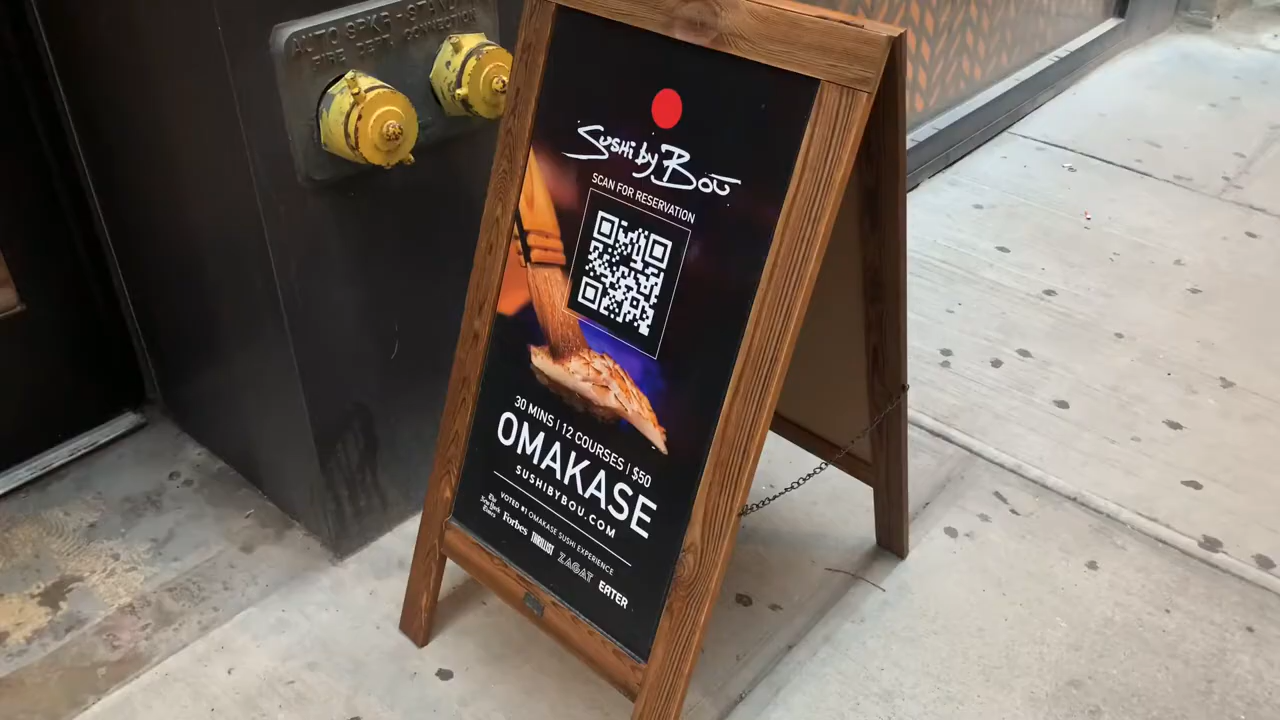 AUTO SPKR - STAND
FIRE DEPT. CONNECTION
Sushi by Boū
SCAN FOR RESERVATION
30 MINS | 12 COURSES | $50
OMAKASE
SUSHIBYBOU.COM
VOTED #1 OMAKASE SUSHI EXPERIENCE
The New York Times Forbes THRILLIST ZAGAT EATER